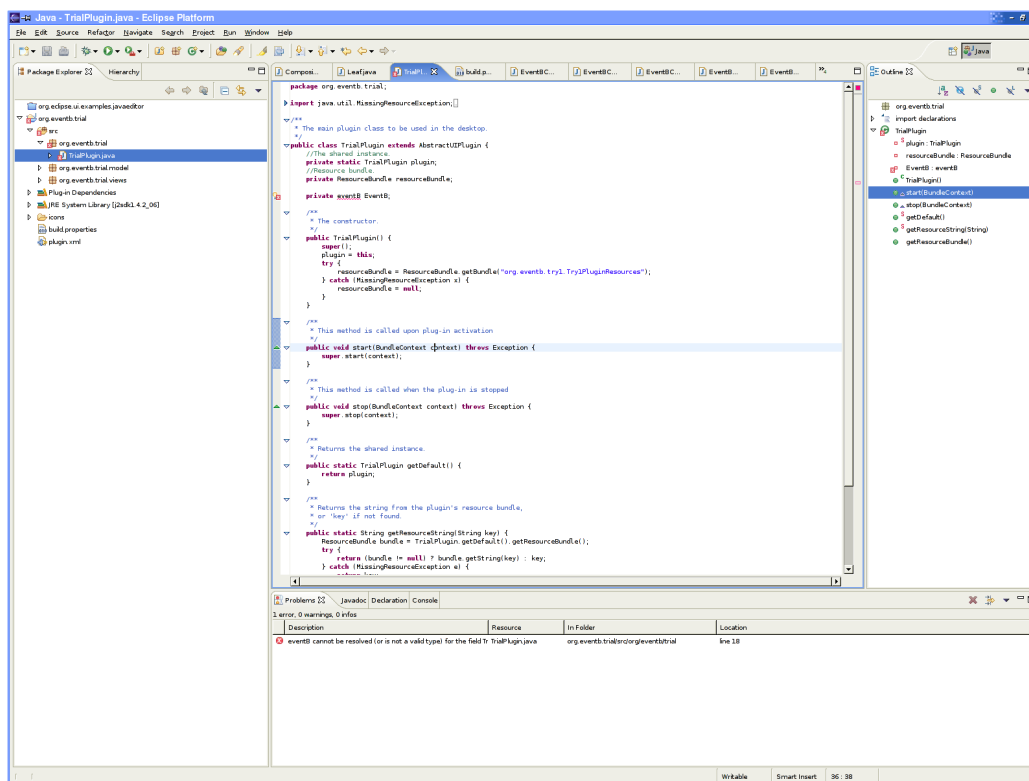 Java - TrialPlugin.java - Eclipse Platform
File Edit Source Refactor Navigate Search Project Run Window Help
Java
Package Explorer Hierarchy
org.eclipse.ui.examples.javaeditor
org.eventb.trial
src
org.eventb.trial
TrialPlugin.java
org.eventb.trial.model
org.eventb.trial.views
Plug-in Dependencies
JRE System Library [j2sdk1.4.2_06]
icons
build.properties
plugin.xml
Composi... Leaf.java TrialPl... build.p... EventBC... EventBC... EventBC... EventB... EventB... »4
package org.eventb.trial;
import java.util.MissingResourceException;
/**
* The main plugin class to be used in the desktop.
*/
public class TrialPlugin extends AbstractUIPlugin {
//The shared instance.
private static TrialPlugin plugin;
//Resource bundle.
private ResourceBundle resourceBundle;
private eventB EventB;
/**
* The constructor.
*/
public TrialPlugin() {
super();
plugin = this;
try {
resourceBundle = ResourceBundle.getBundle("org.eventb.try1.Try1PluginResources");
} catch (MissingResourceException x) {
resourceBundle = null;
}
}
/**
* This method is called upon plug-in activation
*/
public void start(BundleContext context) throws Exception {
super.start(context);
}
/**
* This method is called when the plug-in is stopped
*/
public void stop(BundleContext context) throws Exception {
super.stop(context);
}
/**
* Returns the shared instance.
*/
public static TrialPlugin getDefault() {
return plugin;
}
/**
* Returns the string from the plugin's resource bundle,
* or 'key' if not found.
*/
public static String getResourceString(String key) {
ResourceBundle bundle = TrialPlugin.getDefault().getResourceBundle();
try {
return (bundle != null) ? bundle.getString(key) : key;
} catch (MissingResourceException e) {
return key;
Outline
org.eventb.trial
import declarations
TrialPlugin
S plugin : TrialPlugin
resourceBundle : ResourceBundle
EventB : eventB
C TrialPlugin()
start(BundleContext)
stop(BundleContext)
S getDefault()
S getResourceString(String)
getResourceBundle()
Problems Javadoc Declaration Console
1 error, 0 warnings, 0 infos
Description Resource In Folder Location
eventB cannot be resolved (or is not a valid type) for the field Tr TrialPlugin.java org.eventb.trial/src/org/eventb/trial line 18
Writable Smart Insert 36 : 38